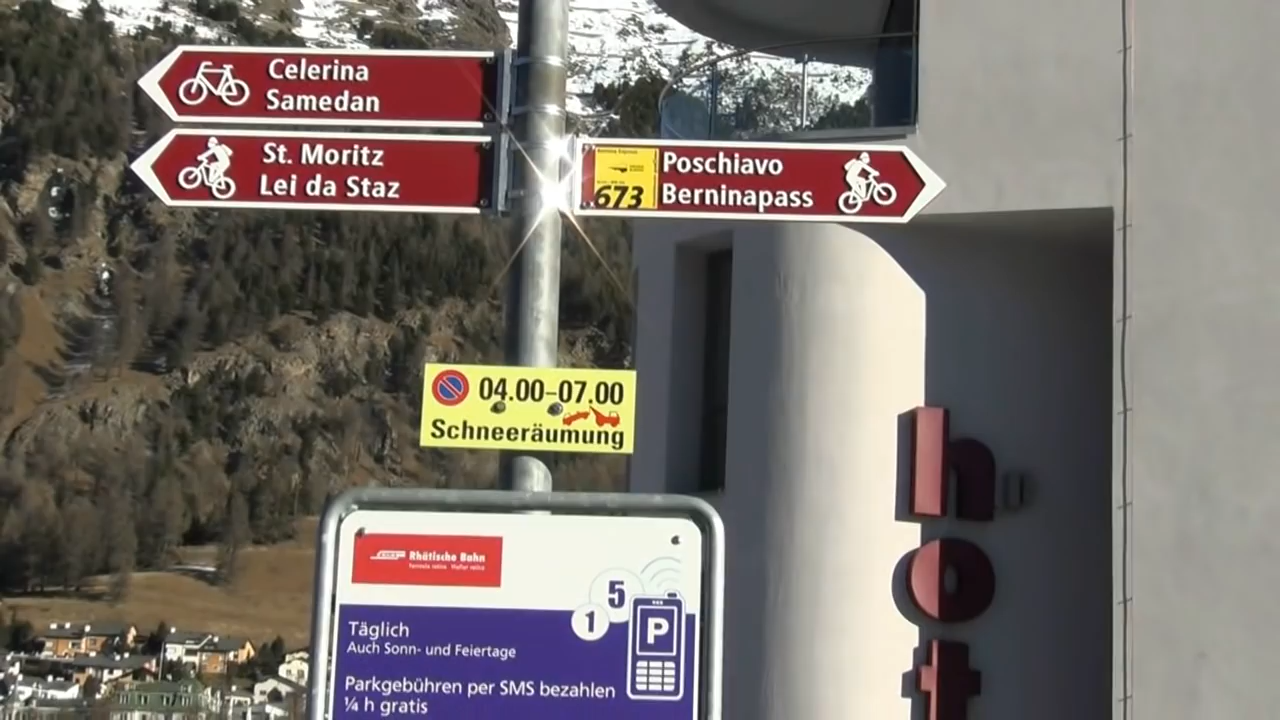 Celerina
Samedan
St. Moritz
Lei da Staz
673
Poschiavo
Berninapass
04.00-07.00
Schneeräumung
Rhätische Bahn
5
1
P
Täglich
Auch Sonn- und Feiertage
Parkgebühren per SMS bezahlen
¼ h gratis
hot